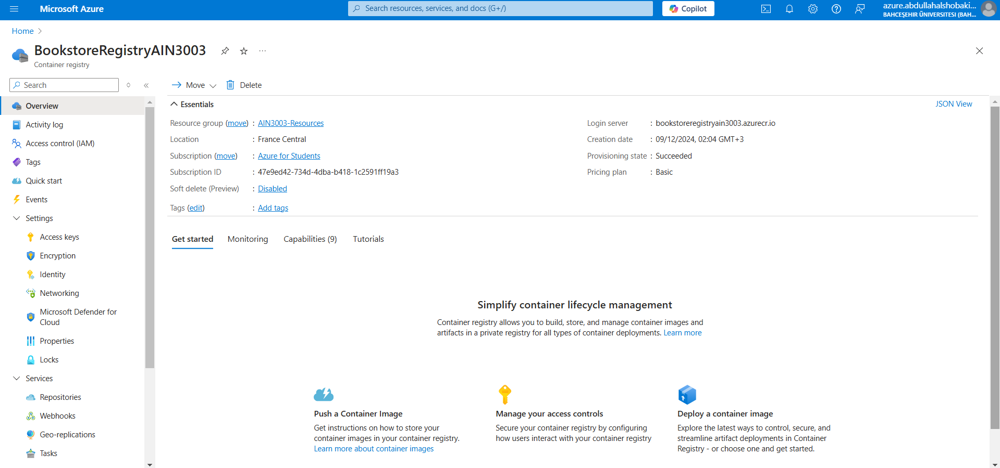 Microsoft Azure
Search resources, services, and docs (G+/)
Copilot
azure.abdullahalshobaki...
BAHÇEŞEHIR ÜNIVERSITESI (BAH...
Home
BookstoreRegistryAIN3003
Container registry
Search
Move
Delete
Overview
Activity log
Access control (IAM)
Tags
Quick start
Events
Settings
Access keys
Encryption
Identity
Networking
Microsoft Defender for
Cloud
Properties
Locks
Services
Repositories
Webhooks
Geo-replications
Tasks
Essentials
JSON View
Resource group (move) : AIN3003-Resources
Location : France Central
Subscription (move) : Azure for Students
Subscription ID : 47e9ed42-734d-4dba-b418-1c2591ff19a3
Soft delete (Preview) : Disabled
Tags (edit) : Add tags
Login server : bookstoreregistryain3003.azurecr.io
Creation date : 09/12/2024, 02:04 GMT+3
Provisioning state : Succeeded
Pricing plan : Basic
Get started Monitoring Capabilities (9) Tutorials
Simplify container lifecycle management
Container registry allows you to build, store, and manage container images and
artifacts in a private registry for all types of container deployments. Learn more
Push a Container Image
Get instructions on how to store your
container images in your container registry.
Learn more about container images
Manage your access controls
Secure your container registry by configuring
how users interact with your container registry
Deploy a container image
Explore the latest ways to control, secure, and
streamline artifact deployments in Container
Registry - or choose one and get started.